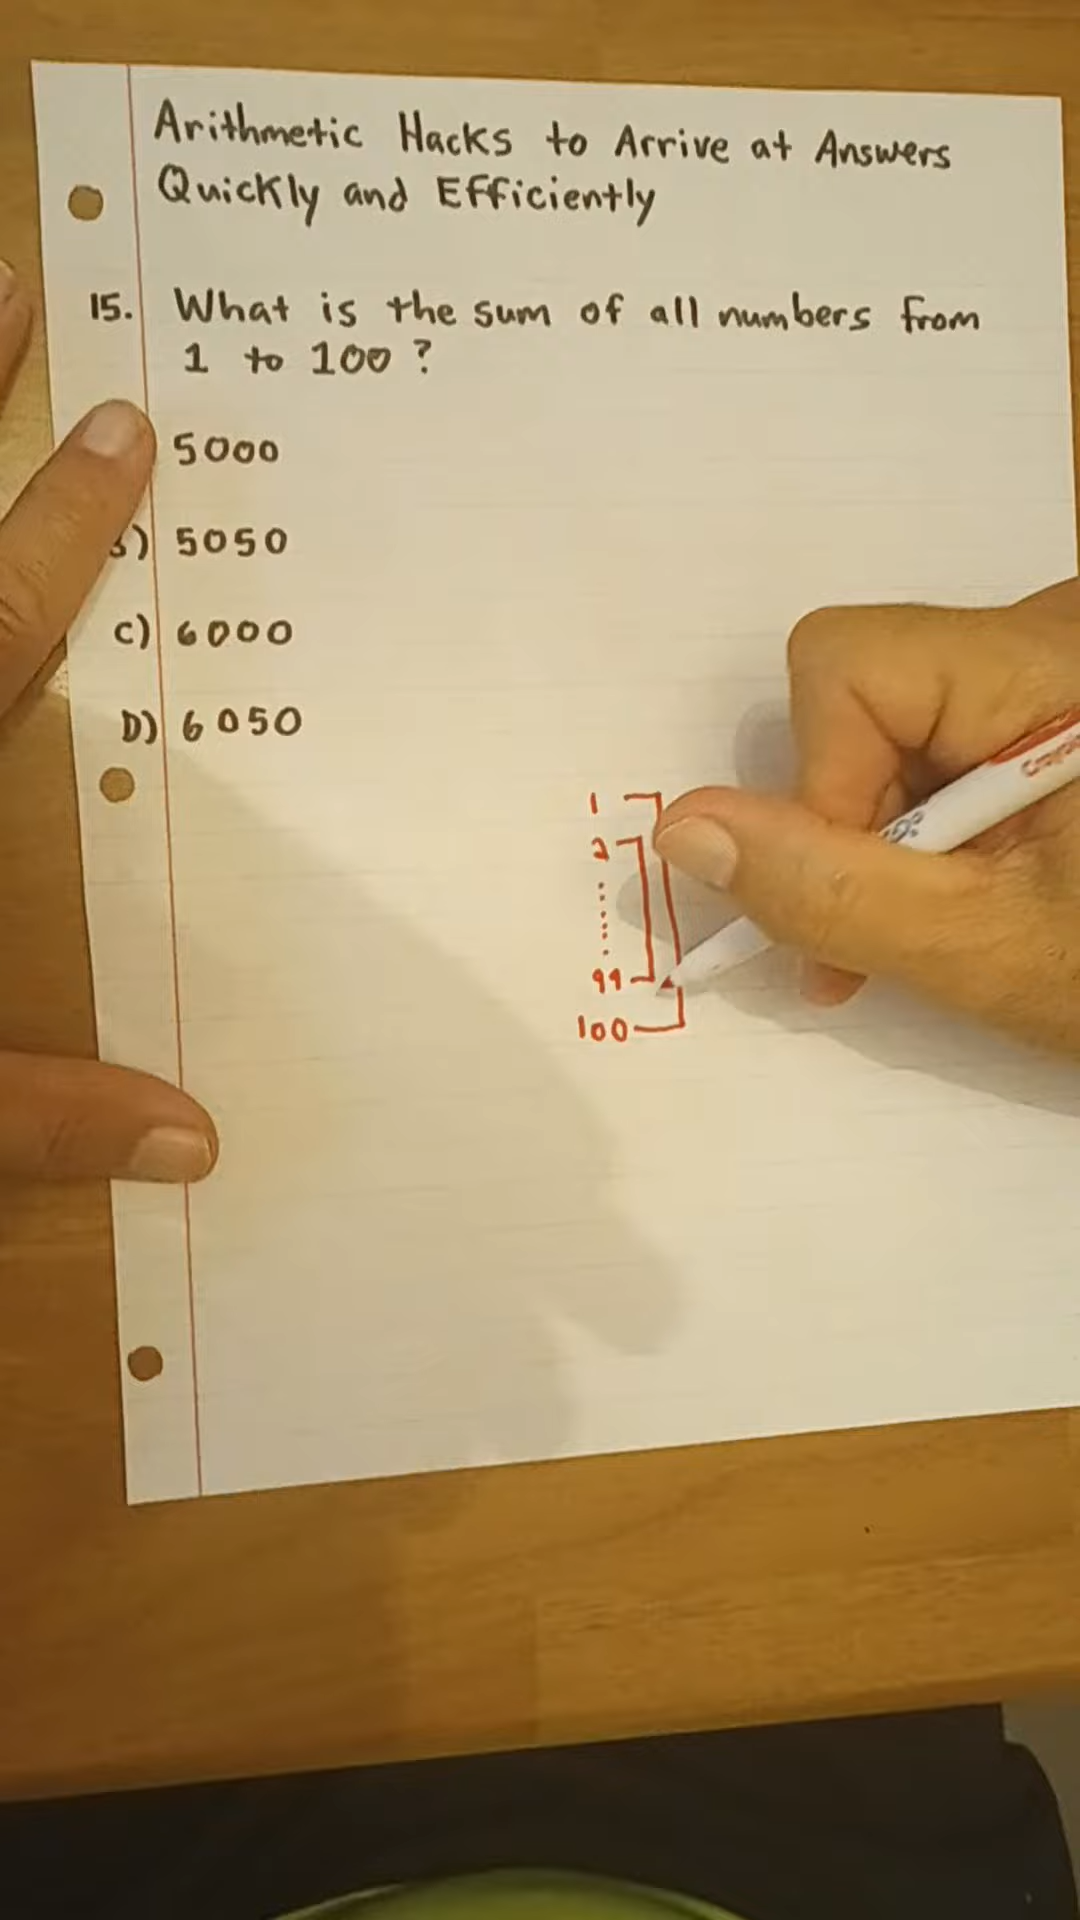 Arithmetic Hacks to Arrive at Answers
Quickly and Efficiently
15. What is the sum of all numbers from
1 to 100 ?
5000
) 5050
C) 6000
D) 6050
1
2
......
99
100